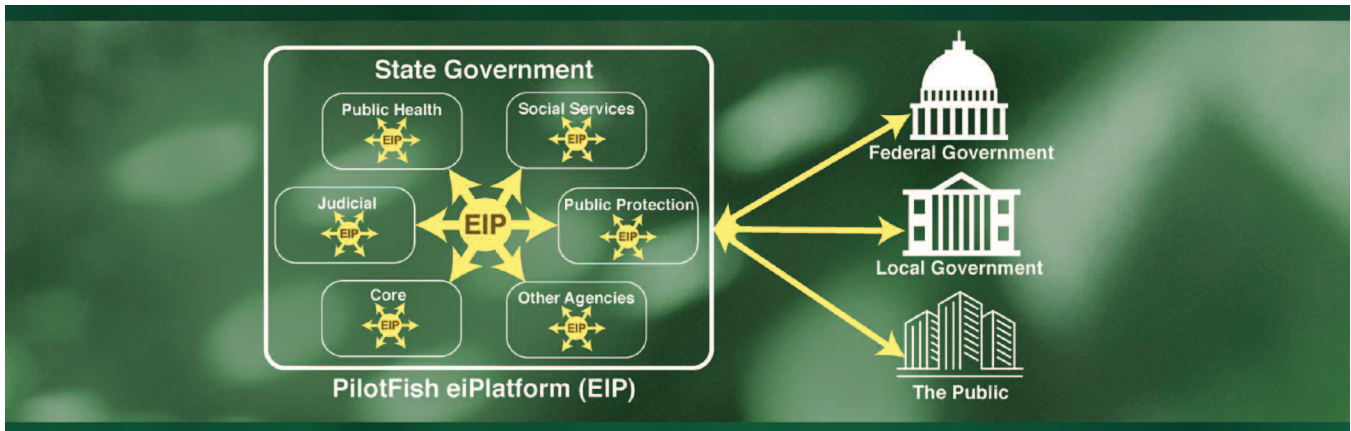 State Government
Public Health
EIP
Social Services
EIP
Judicial
EIP
EIP
Public Protection
EIP
Core
EIP
Other Agencies
EIP
PilotFish eiPlatform (EIP)
Federal Government
Local Government
The Public